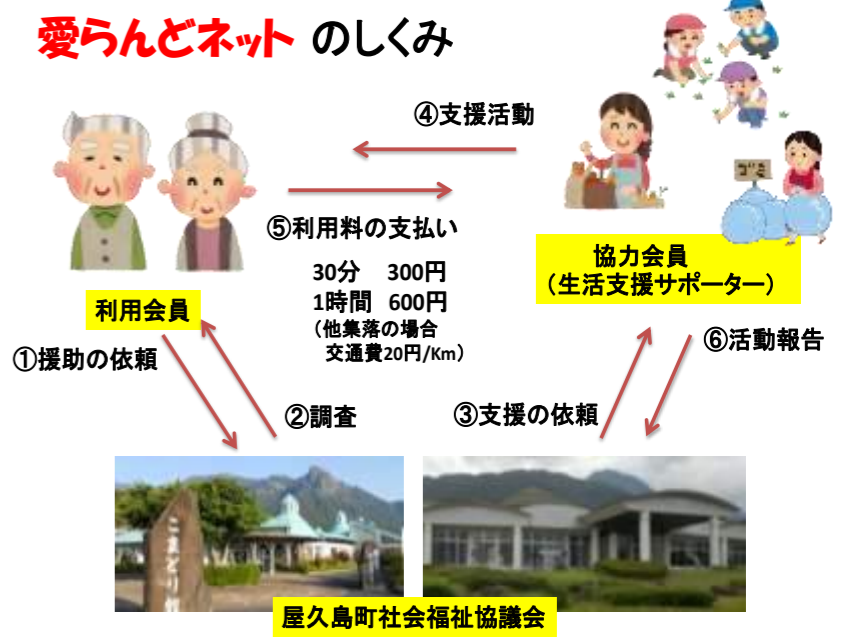 愛らんどネット のしくみ
④支援活動
⑤利用料の支払い
30分 300円
1時間 600円
(他集落の場合
交通費20円/Km)
ゴミ
協力会員
(生活支援サポーター)
利用会員
①援助の依頼
②調査
③支援の依頼
⑥活動報告
こまどり館
屋久島町社会福祉協議会